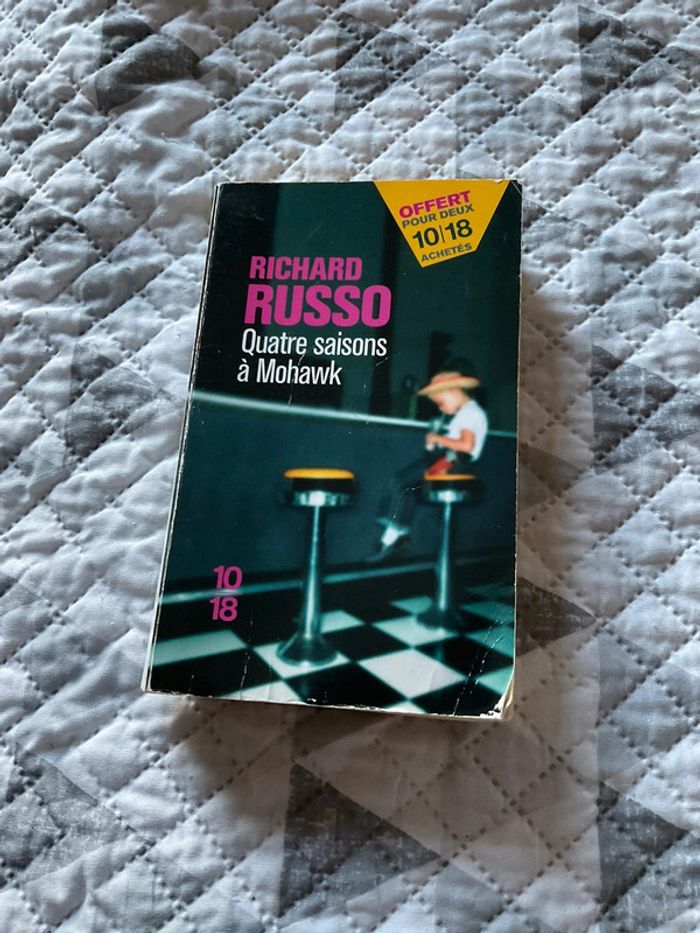 OFFERT
POUR DEUX
10|18
ACHETÉS
RICHARD
RUSSO
Quatre saisons
à Mohawk
10
18